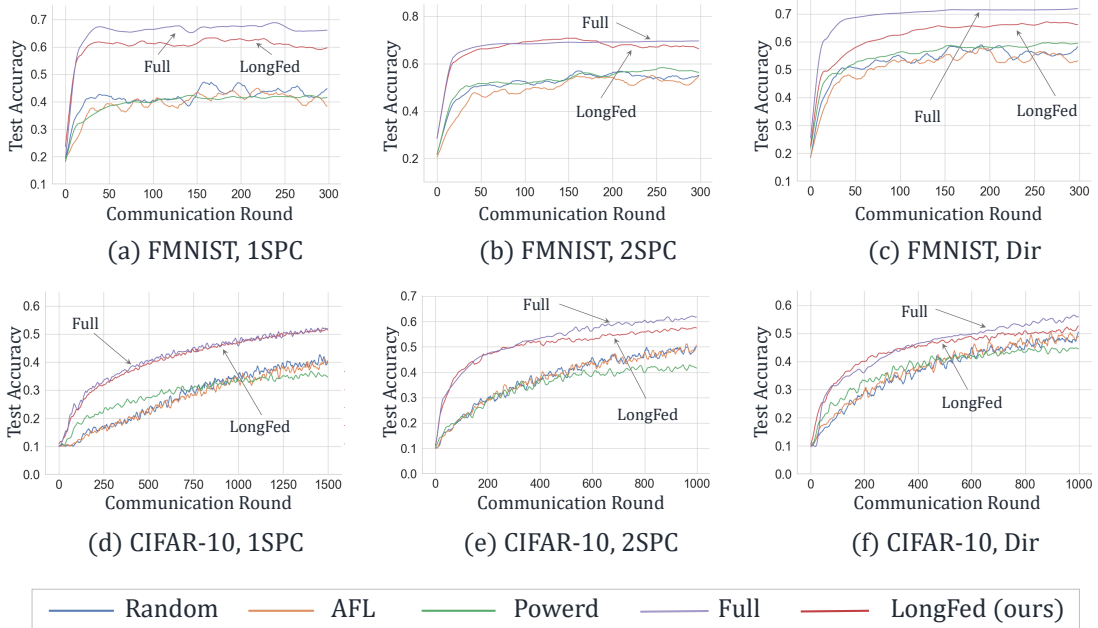 Test Accuracy
0.7
0.6
0.5
0.4
0.3
0.2
0.1
0 50 100 150 200 250 300
Full
LongFed
Communication Round
(a) FMNIST, 1SPC
Test Accuracy
0.8
0.6
0.4
0.2
0 50 100 150 200 250 300
Full
LongFed
Communication Round
(b) FMNIST, 2SPC
Test Accuracy
0.7
0.6
0.5
0.4
0.3
0.2
0.1
0 50 100 150 200 250 300
Full
LongFed
Communication Round
(c) FMNIST, Dir
Test Accuracy
0.6
0.5
0.4
0.3
0.2
0.1
0.0
0 250 500 750 1000 1250 1500
Full
LongFed
Communication Round
(d) CIFAR-10, 1SPC
Test Accuracy
0.7
0.6
0.5
0.4
0.3
0.2
0.1
0.0
0 200 400 600 800 1000
Full
LongFed
Communication Round
(e) CIFAR-10, 2SPC
Test Accuracy
0.6
0.5
0.4
0.3
0.2
0.1
0.0
0 200 400 600 800 1000
Full
LongFed
Communication Round
(f) CIFAR-10, Dir
Random AFL Powerd Full LongFed (ours)